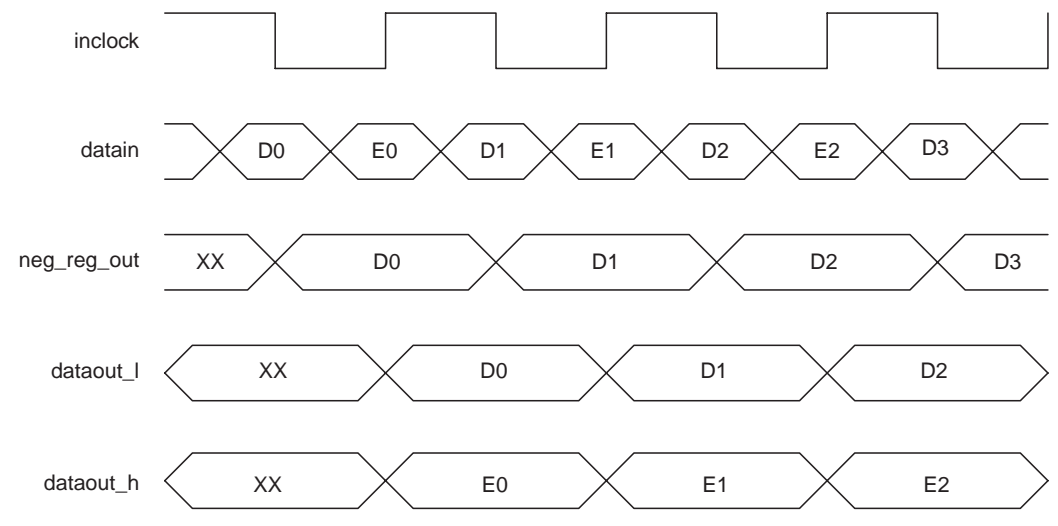 inclock
datain D0 E0 D1 E1 D2 E2 D3
neg_reg_out XX D0 D1 D2 D3
dataout_l XX D0 D1 D2
dataout_h XX E0 E1 E2